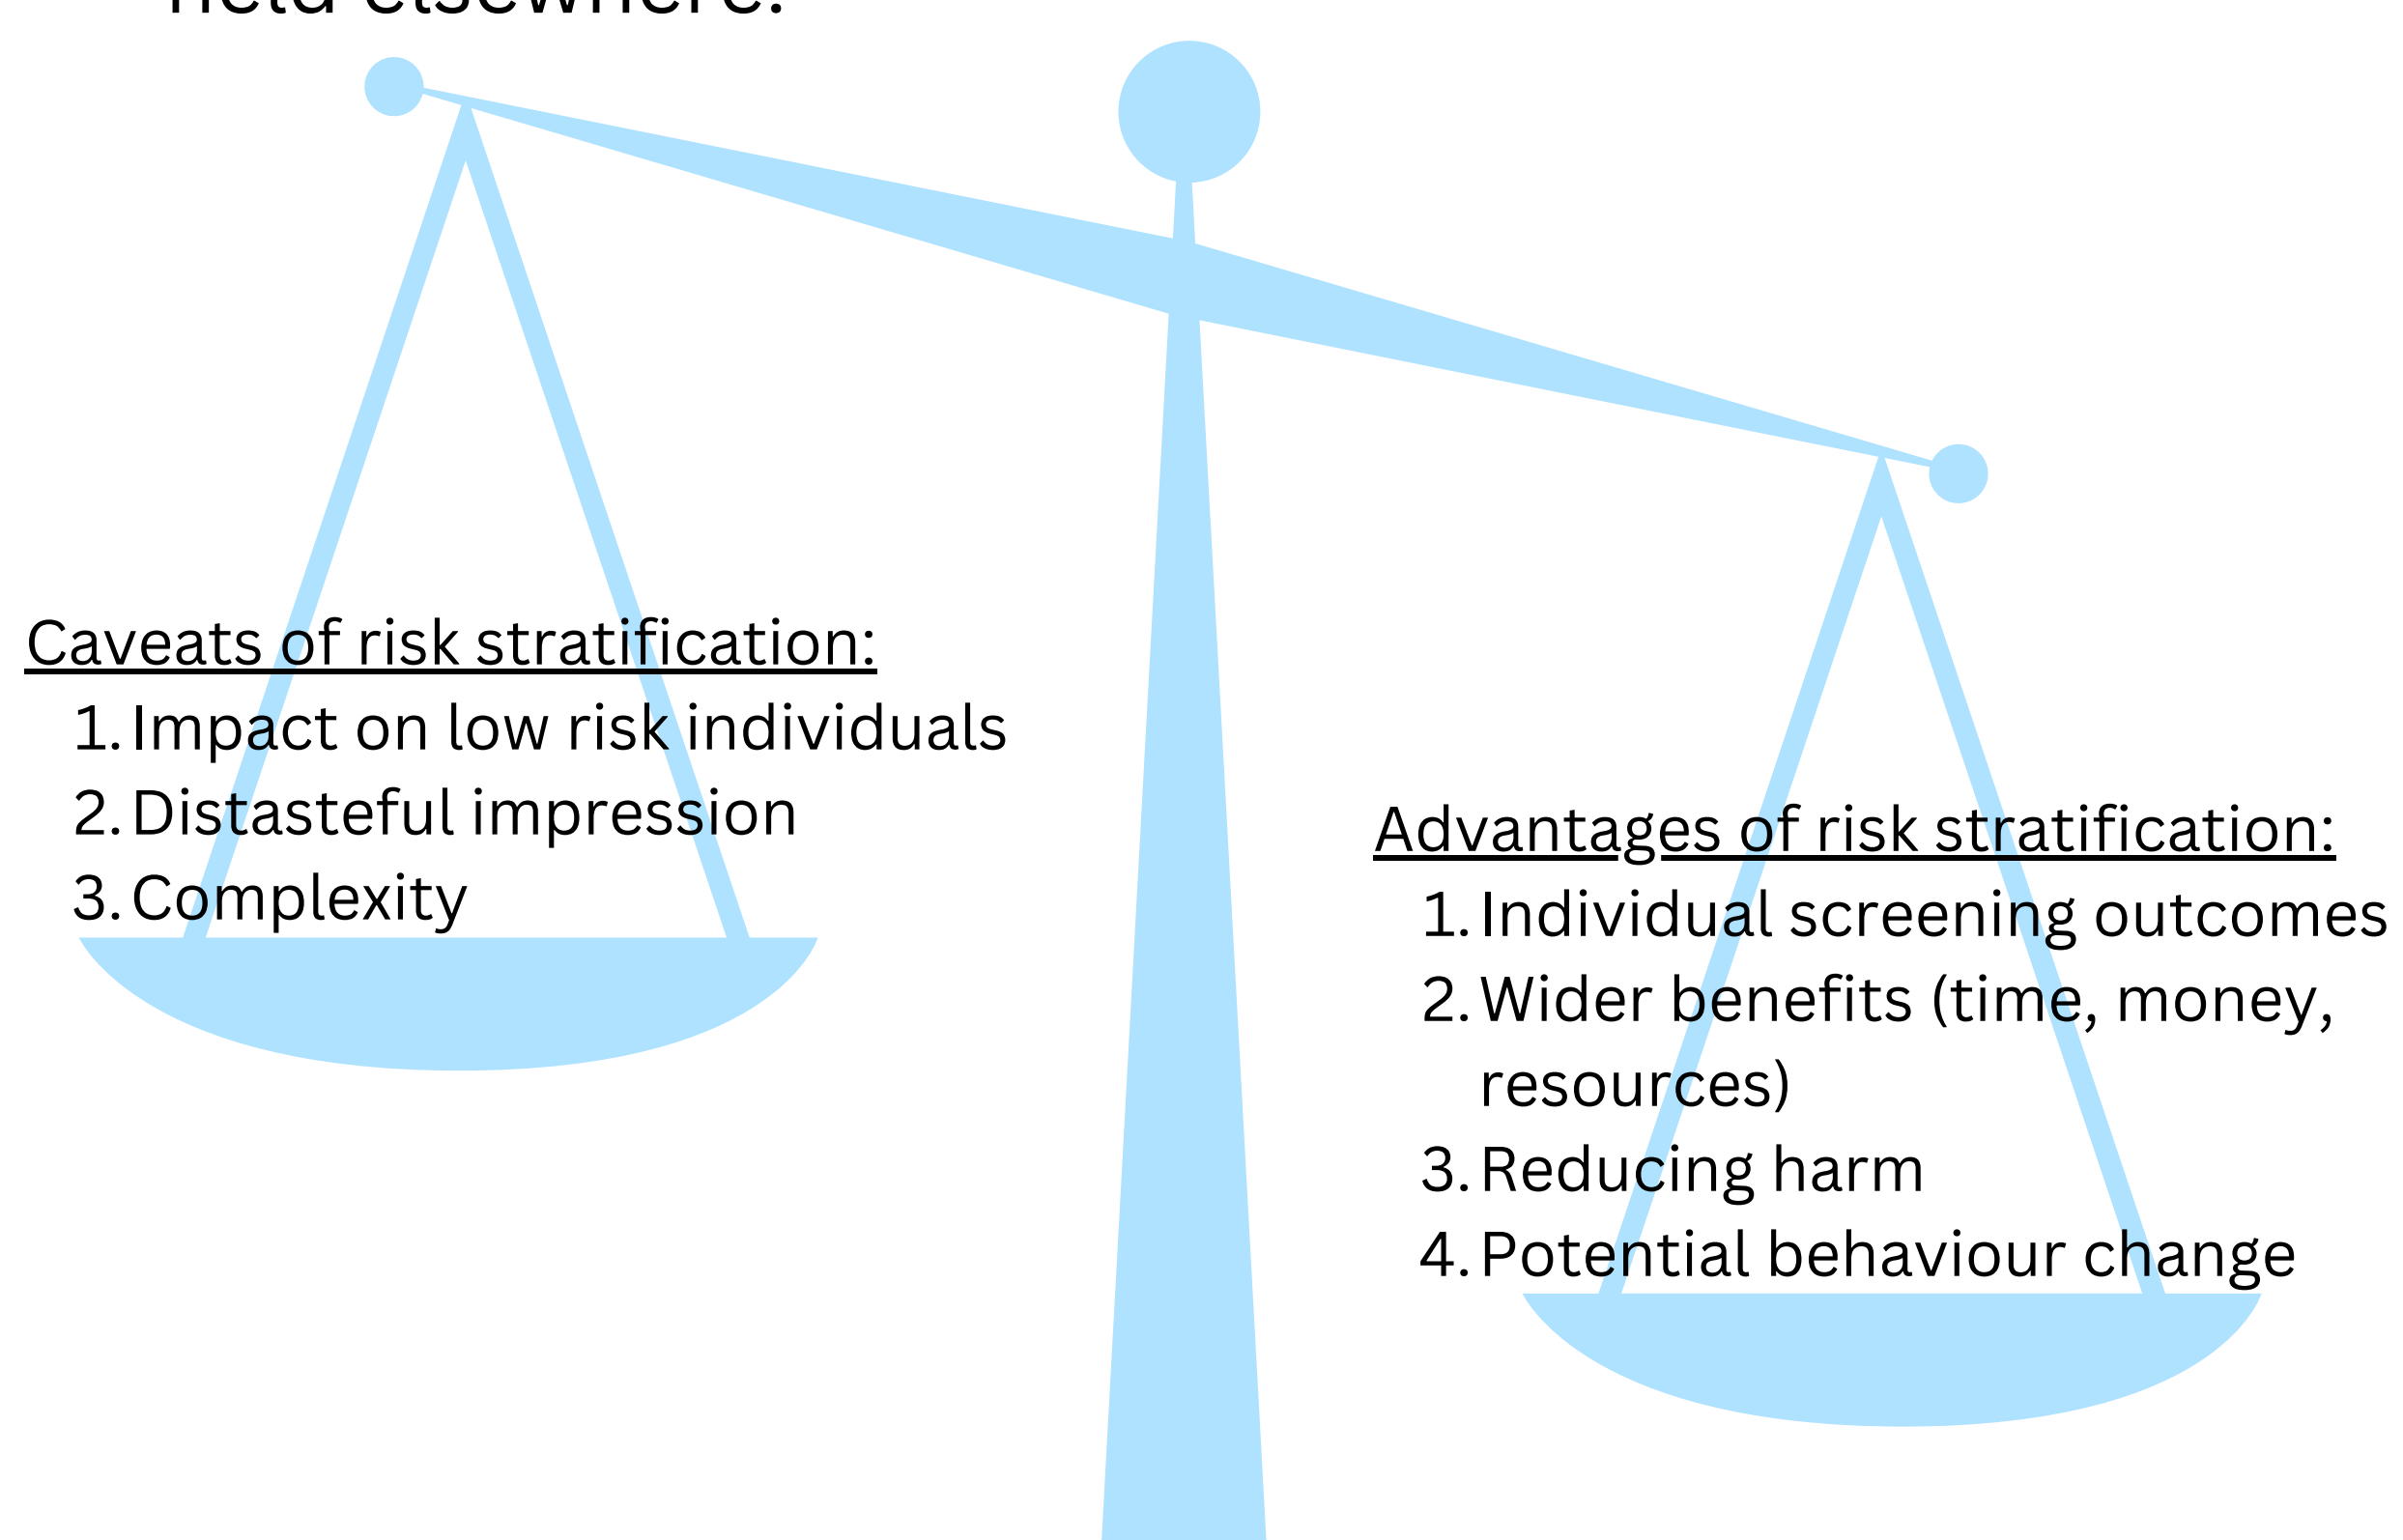 Caveats of risk stratification:
1. Impact on low risk individuals
2. Distasteful impression
3. Complexity
Advantages of risk stratification:
1. Individual screening outcomes
2. Wider benefits (time, money,
resources)
3. Reducing harm
4. Potential behaviour change